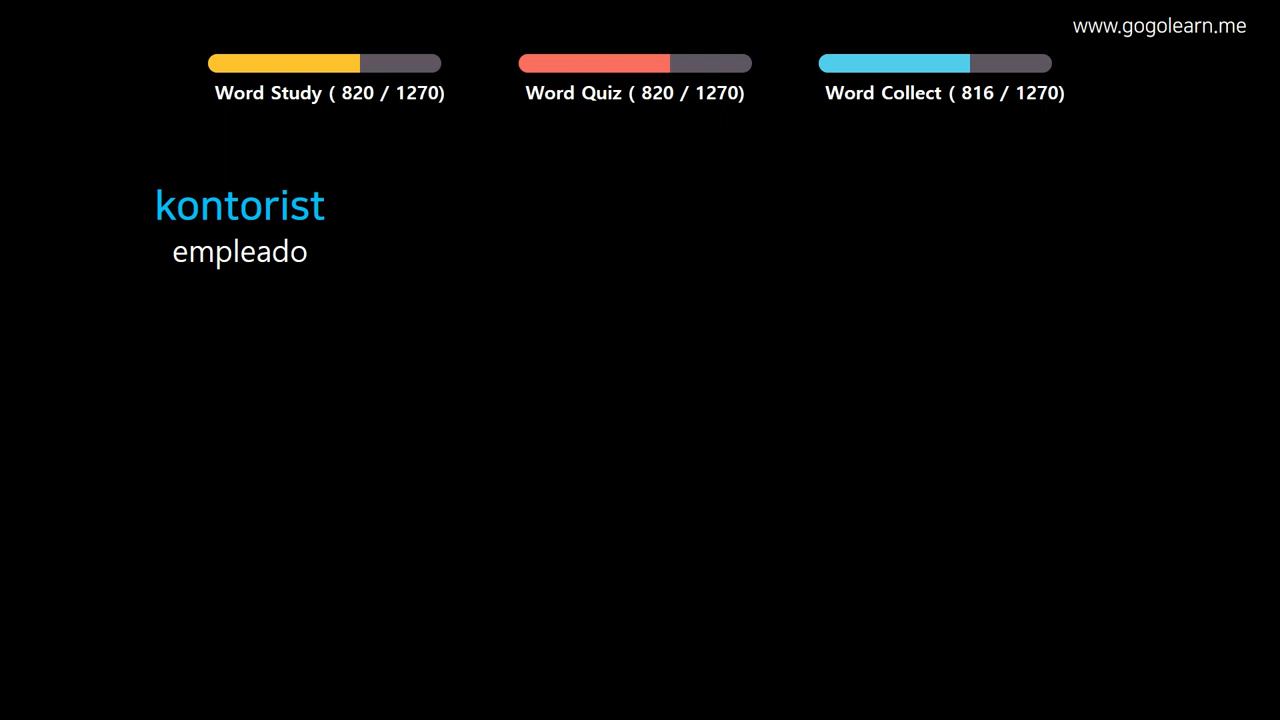 www.gogolearn.me
Word Study ( 820 / 1270)
Word Quiz ( 820 / 1270)
Word Collect ( 816 / 1270)
kontorist
empleado